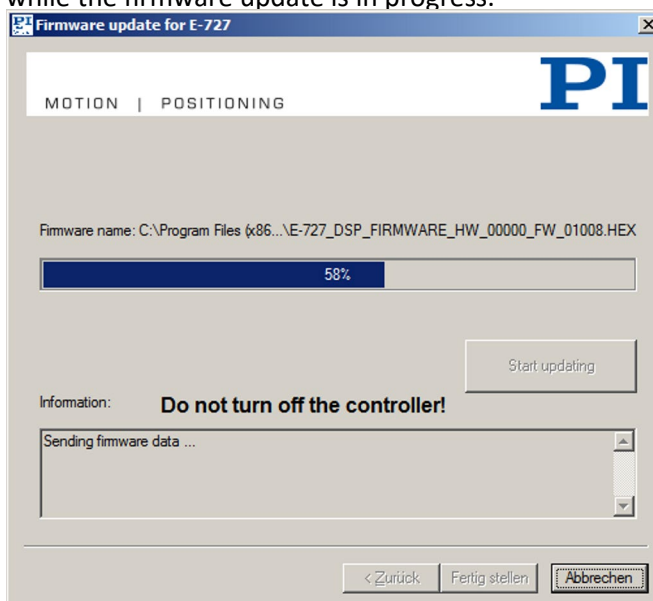 while the firmware update is in progress.
Firmware update for E-727
PI
MOTION | POSITIONING
Firmware name: C:\Program Files (x86...\E-727_DSP_FIRMWARE_HW_00000_FW_01008.HEX
58%
Start updating
Information: Do not turn off the controller!
Sending firmware data ...
< Zurück Fertig stellen Abbrechen